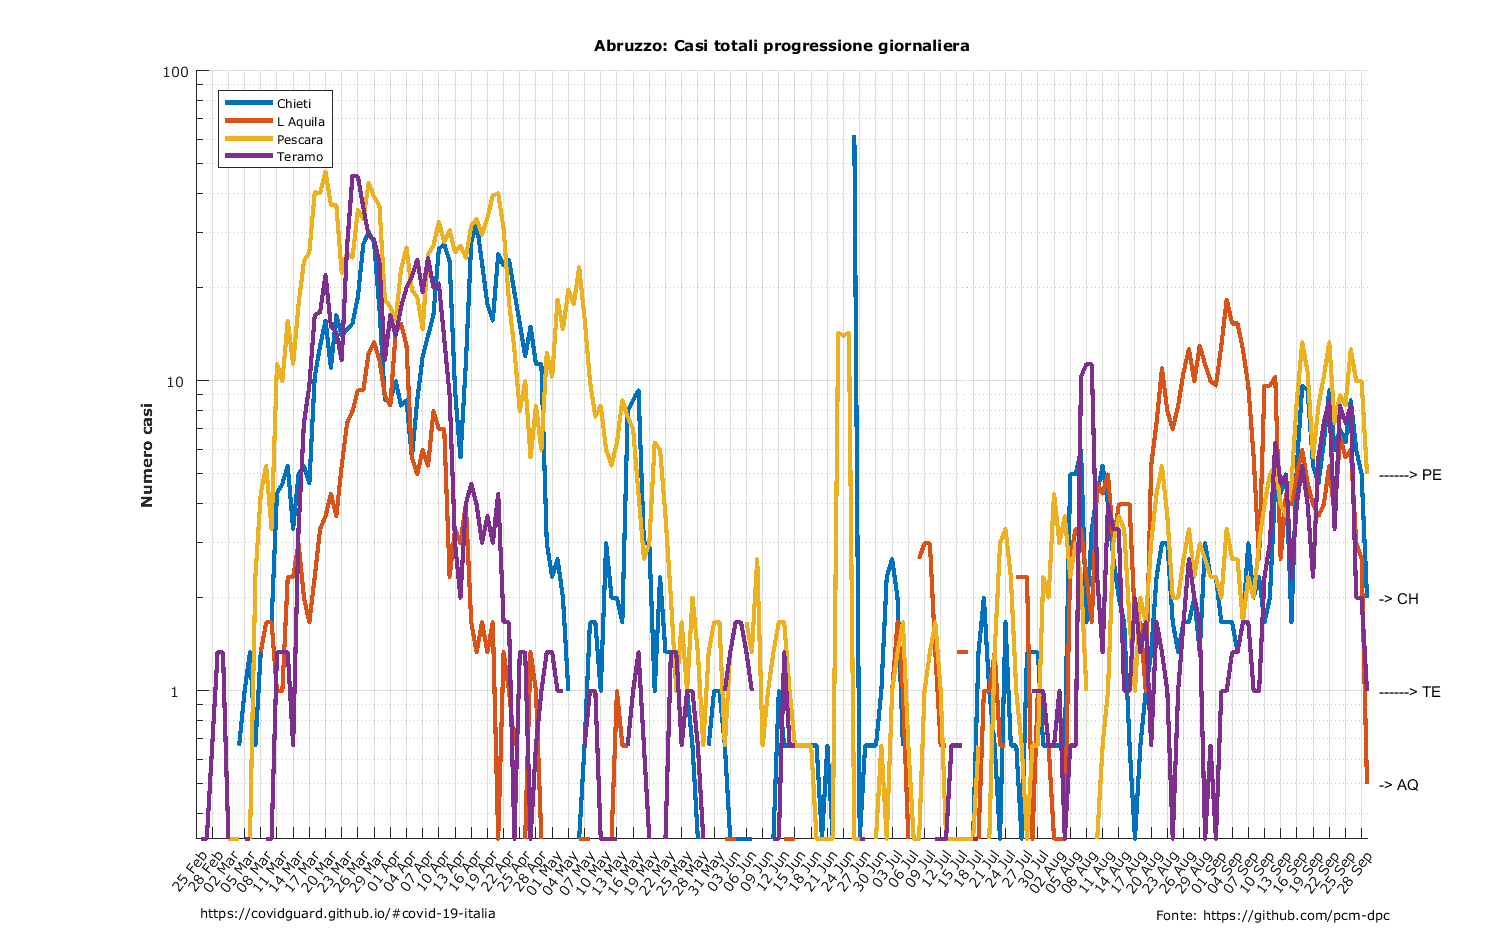 Abruzzo: Casi totali progressione giornaliera
100
10
1
Numero casi
Chieti
L Aquila
Pescara
Teramo
------> PE
-> CH
------> TE
-> AQ
25 Feb
28 Feb
02 Mar
05 Mar
08 Mar
11 Mar
14 Mar
17 Mar
20 Mar
23 Mar
26 Mar
29 Mar
01 Apr
04 Apr
07 Apr
10 Apr
13 Apr
16 Apr
19 Apr
22 Apr
25 Apr
28 Apr
01 May
04 May
07 May
10 May
13 May
16 May
19 May
22 May
25 May
28 May
31 May
03 Jun
06 Jun
09 Jun
12 Jun
15 Jun
18 Jun
21 Jun
24 Jun
27 Jun
30 Jun
03 Jul
06 Jul
09 Jul
12 Jul
15 Jul
18 Jul
21 Jul
24 Jul
27 Jul
30 Jul
02 Aug
05 Aug
08 Aug
11 Aug
14 Aug
17 Aug
20 Aug
23 Aug
26 Aug
29 Aug
01 Sep
04 Sep
07 Sep
10 Sep
13 Sep
16 Sep
19 Sep
22 Sep
25 Sep
28 Sep
https://covidguard.github.io/#covid-19-italia
Fonte: https://github.com/pcm-dpc